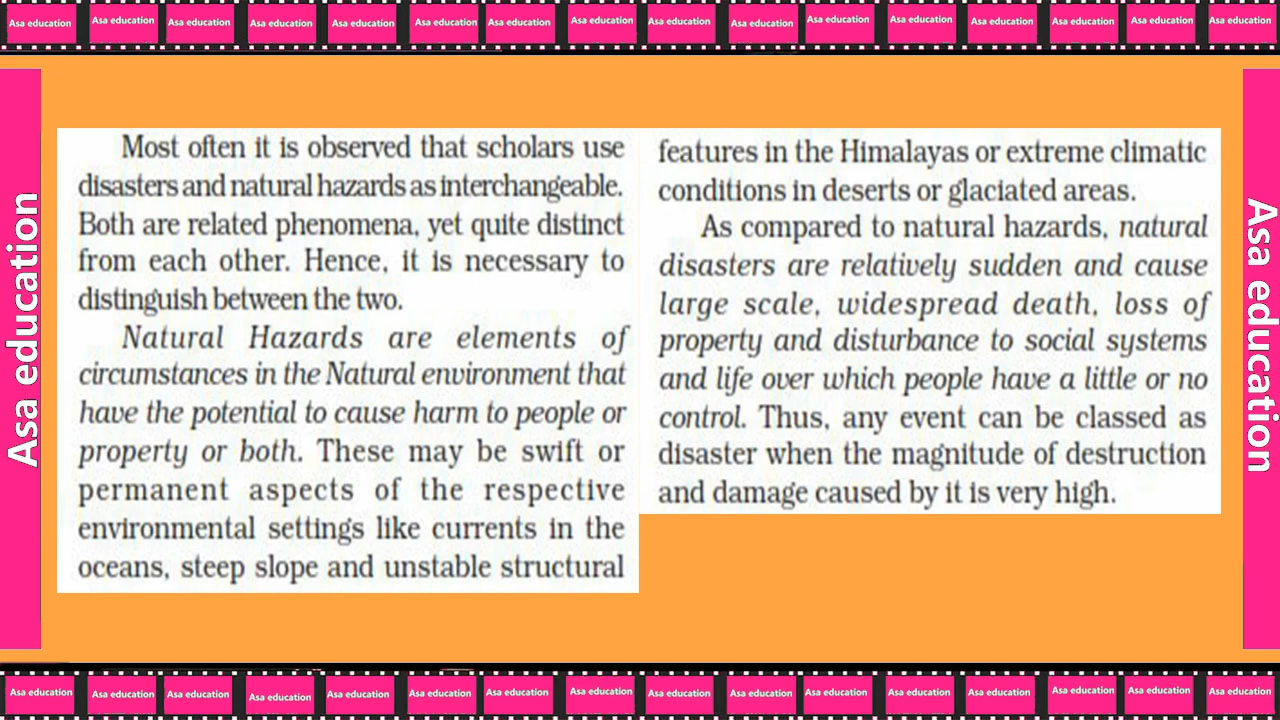 Asa education Asa education Asa education Asa education Asa education Asa education Asa education Asa education Asa education Asa education Asa education Asa education Asa education Asa education Asa education Asa education
Asa education
Most often it is observed that scholars use
disasters and natural hazards as interchangeable.
Both are related phenomena, yet quite distinct
from each other. Hence, it is necessary to
distinguish between the two.
Natural Hazards are elements of
circumstances in the Natural environment that
have the potential to cause harm to people or
property or both. These may be swift or
permanent aspects of the respective
environmental settings like currents in the
oceans, steep slope and unstable structural
features in the Himalayas or extreme climatic
conditions in deserts or glaciated areas.
As compared to natural hazards, natural
disasters are relatively sudden and cause
large scale, widespread death, loss of
property and disturbance to social systems
and life over which people have a little or no
control. Thus, any event can be classed as
disaster when the magnitude of destruction
and damage caused by it is very high.
Asa education
Asa education Asa education Asa education Asa education Asa education Asa education Asa education Asa education Asa education Asa education Asa education Asa education Asa education Asa education Asa education Asa education